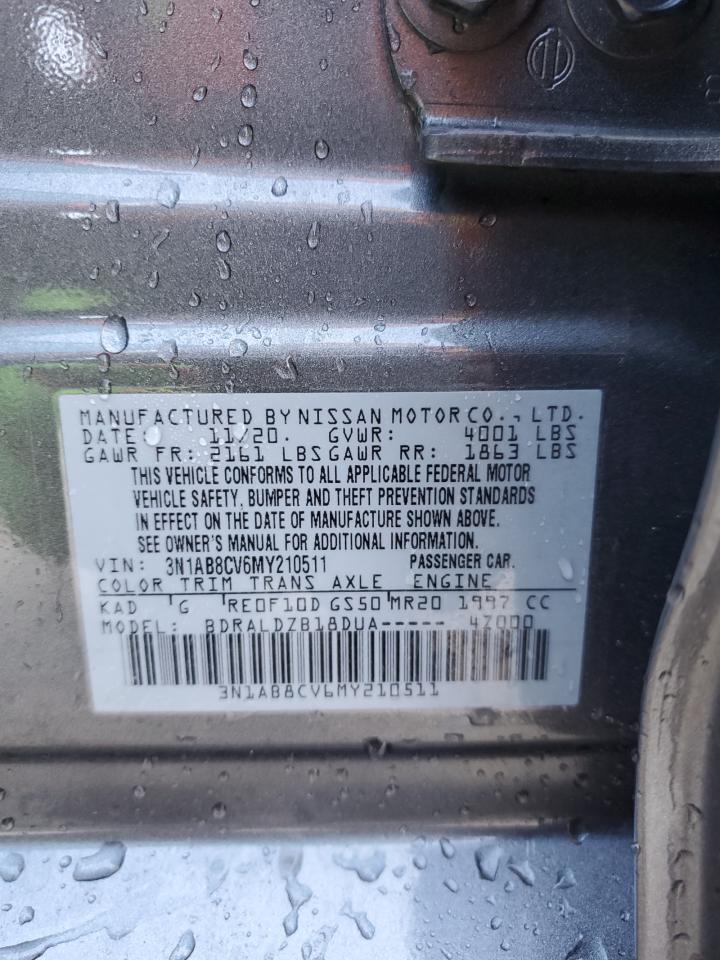 MANUFACTURED BY NISSAN MOTOR CO., LTD.
DATE: 11/20. GVWR: 4001 LBS
GAWR FR: 2161 LBS GAWR RR: 1863 LBS
THIS VEHICLE CONFORMS TO ALL APPLICABLE FEDERAL MOTOR
VEHICLE SAFETY, BUMPER AND THEFT PREVENTION STANDARDS
IN EFFECT ON THE DATE OF MANUFACTURE SHOWN ABOVE.
SEE OWNER'S MANUAL FOR ADDITIONAL INFORMATION.
VIN: 3N1AB8CV6MY210511 PASSENGER CAR.
COLOR TRIM TRANS AXLE ENGINE
KAD G RE0F10D GS50 MR20 1997 CC
MODEL: BDRALDZB18DUA----- 4Z000
3N1AB8CV6MY210511